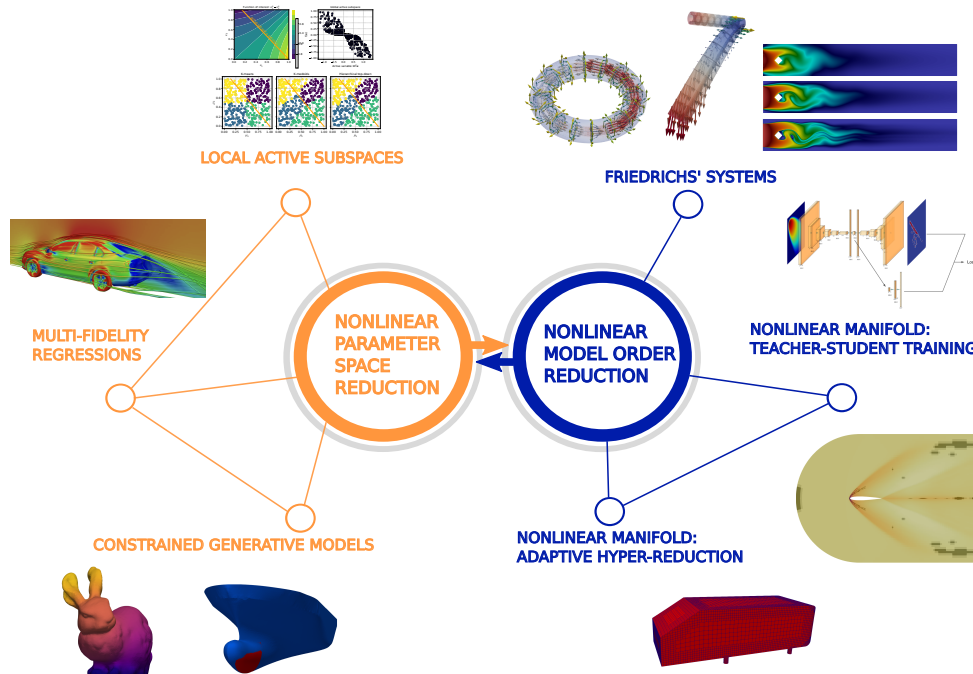 LOCAL ACTIVE SUBSPACES
FRIEDRICHS' SYSTEMS
MULTI-FIDELITY
REGRESSIONS
NONLINEAR
PARAMETER
SPACE
REDUCTION
NONLINEAR
MODEL ORDER
REDUCTION
NONLINEAR MANIFOLD:
TEACHER-STUDENT TRAINING
CONSTRAINED GENERATIVE MODELS
NONLINEAR MANIFOLD:
ADAPTIVE HYPER-REDUCTION